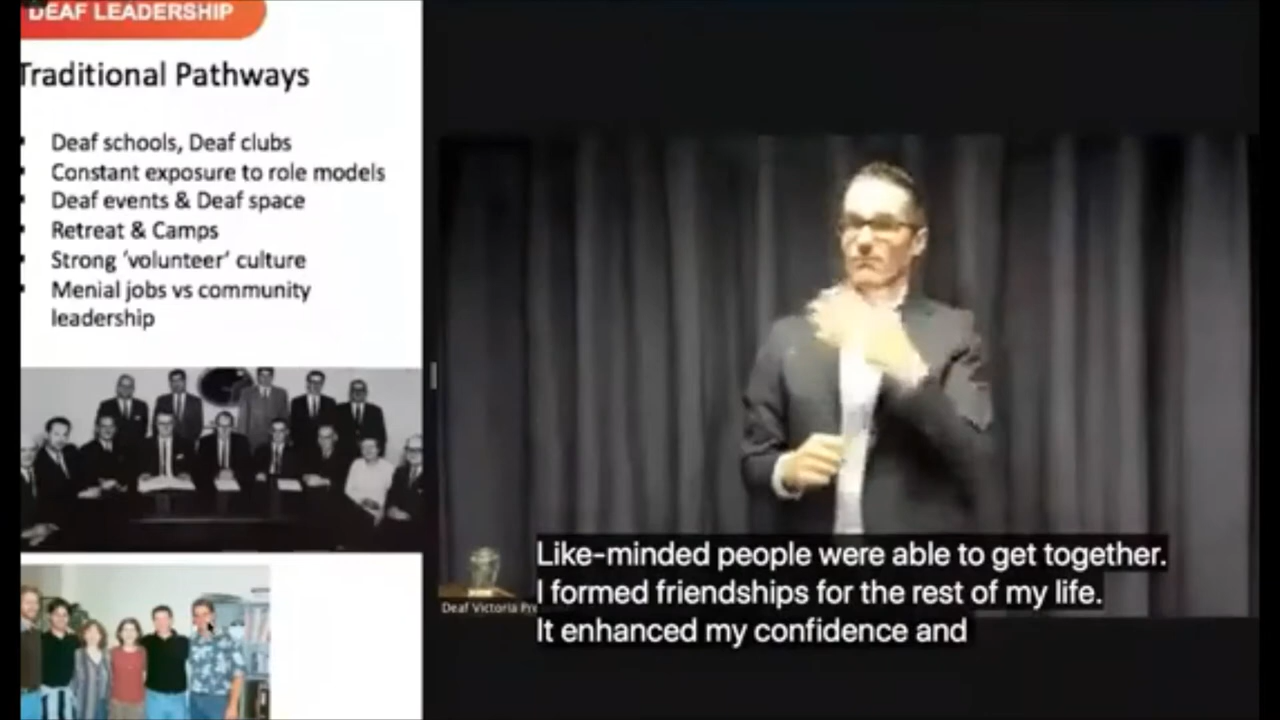 DEAF LEADERSHIP
Traditional Pathways
Deaf schools, Deaf clubs
Constant exposure to role models
Deaf events & Deaf space
Retreat & Camps
Strong 'volunteer' culture
Menial jobs vs community
leadership
Like-minded people were able to get together.
Deaf Victoria
I formed friendships for the rest of my life.
It enhanced my confidence and